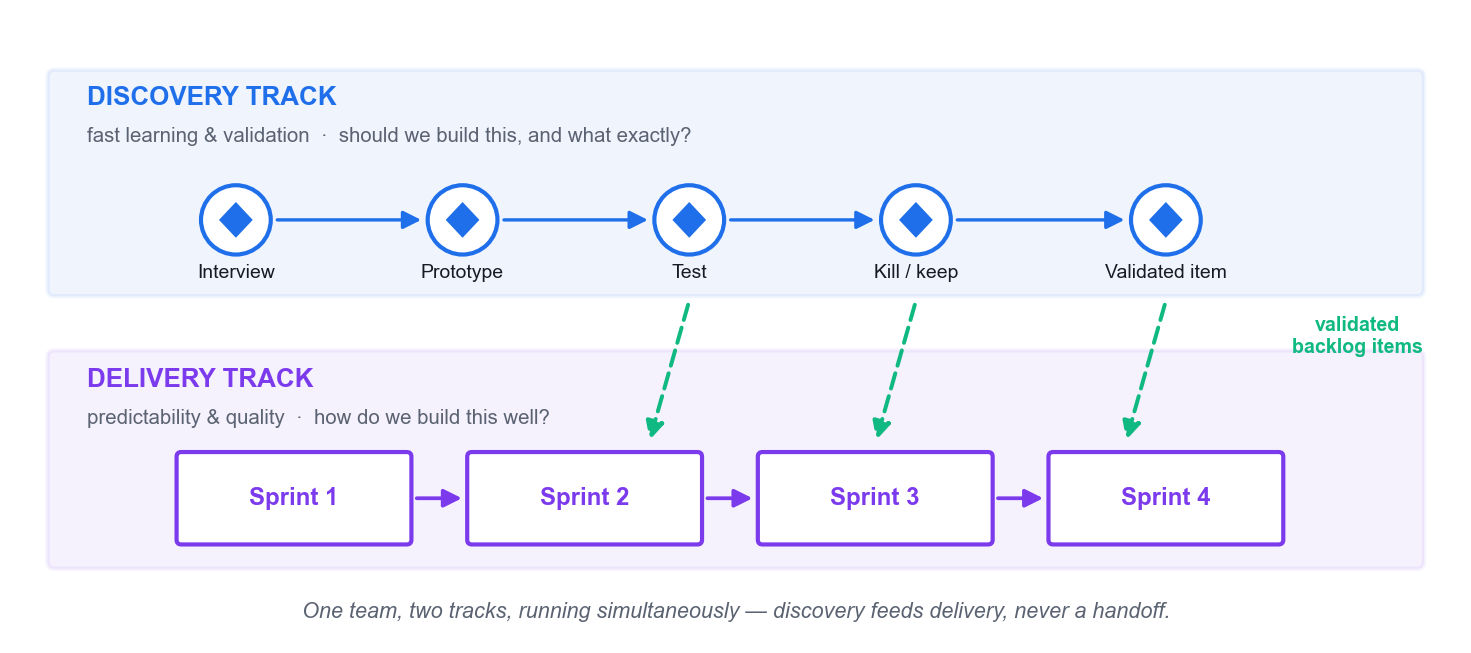 DISCOVERY TRACK
fast learning & validation · should we build this, and what exactly?
Interview
Prototype
Test
Kill / keep
Validated item
validated
backlog items
DELIVERY TRACK
predictability & quality · how do we build this well?
Sprint 1
Sprint 2
Sprint 3
Sprint 4
One team, two tracks, running simultaneously — discovery feeds delivery, never a handoff.